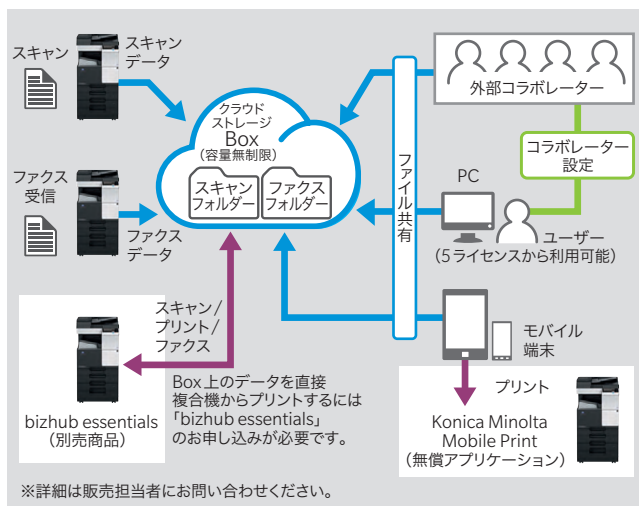 スキャン
スキャン
データ
クラウド
ストレージ
Box
(容量無制限)
スキャン
フォルダー
ファクス
フォルダー
ファクス
受信
ファクス
データ
ファイル共有
外部コラボレーター
コラボレーター
設定
PC
ユーザー
(5ライセンスから利用可能)
モバイル
端末
スキャン/
プリント/
ファクス
bizhub essentials
(別売商品)
Box上のデータを直接
複合機からプリントするには
「bizhub essentials」
のお申し込みが必要です。
プリント
Konica Minolta
Mobile Print
(無償アプリケーション)
※詳細は販売担当者にお問い合わせください。